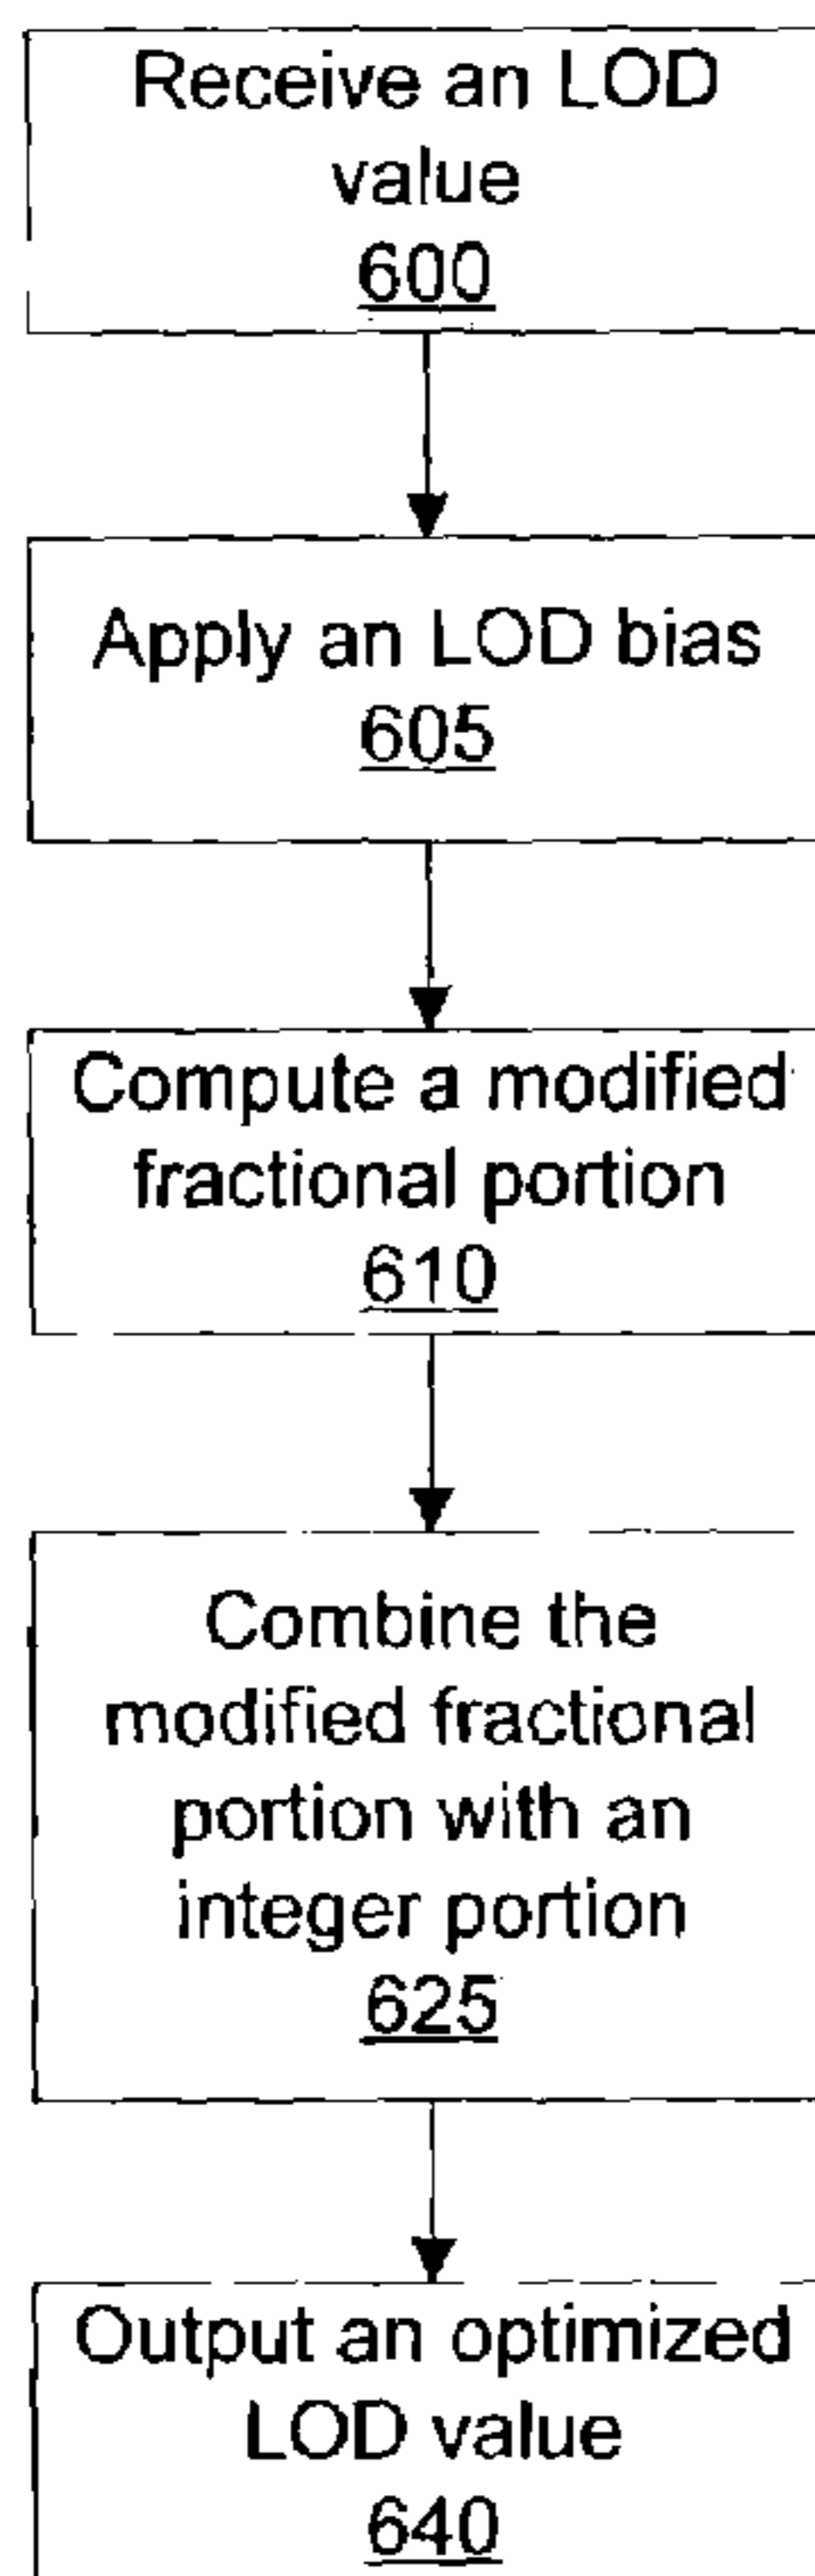 Receive an LOD
value
600
Apply an LOD bias
605
Compute a modified
fractional portion
610
Combine the
modified fractional
portion with an
integer portion
625
Output an optimized
LOD value
640